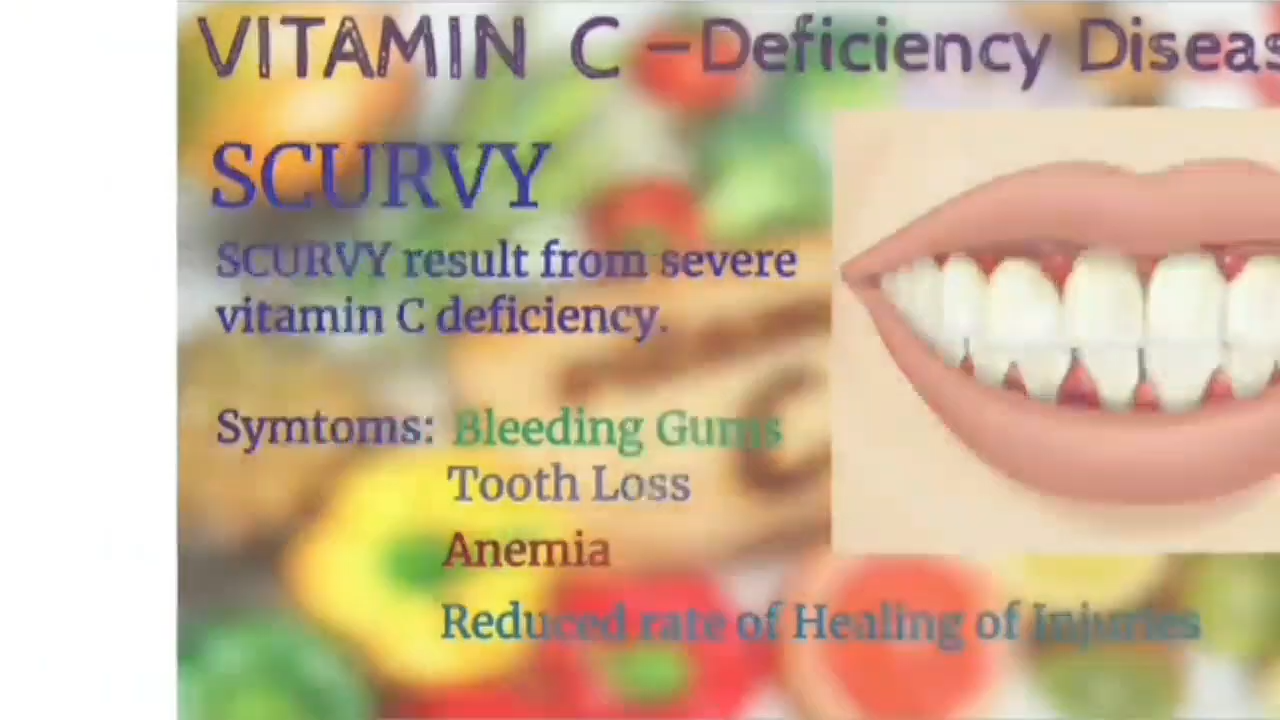 VITAMIN C -Deficiency Diseas
SCURVY
SCURVY result from severe
vitamin C deficiency.
Symtoms: Bleeding Gums
Tooth Loss
Anemia
Reduced rate of Healing of Injuries